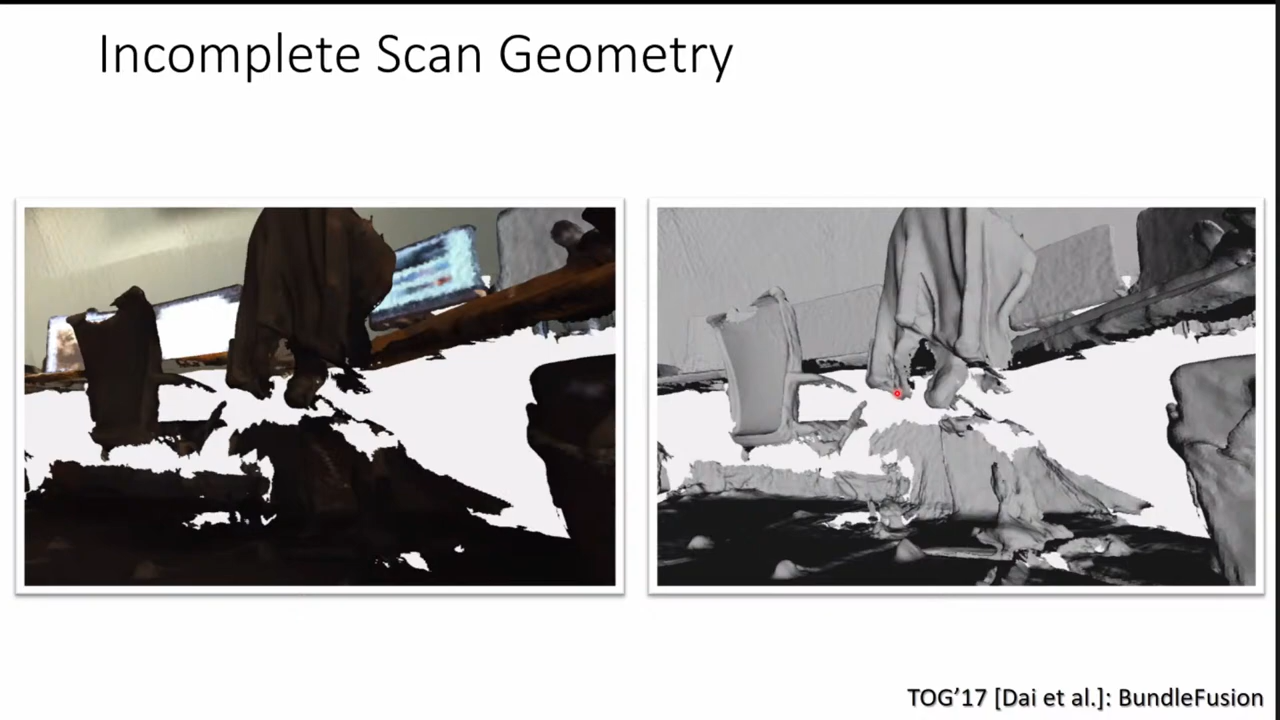 Incomplete Scan Geometry
TOG’17 [Dai et al.]: BundleFusion